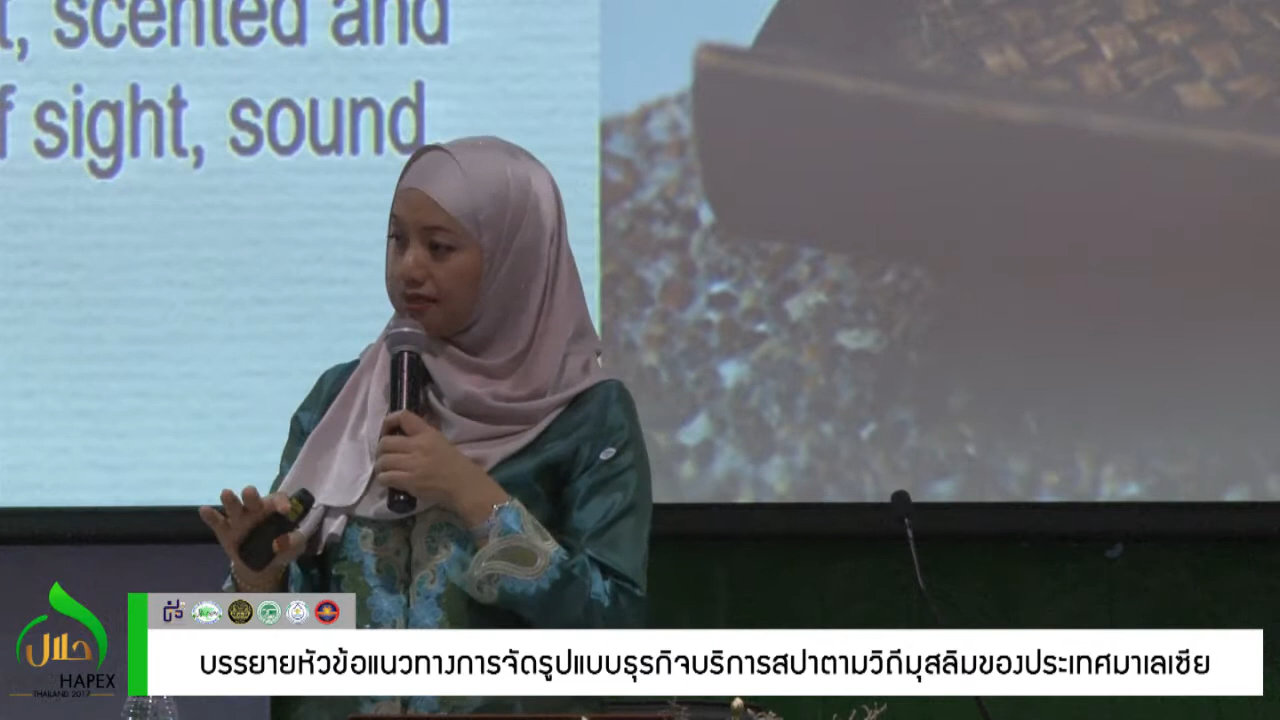 t, scented and
f sight, sound
حلال
HAPEX
THAILAND 2017
บรรยายหัวข้อแนวทางการจัดรูปแบบธุรกิจบริการสปาตามวิถีมุสลิมของประเทศมาเลเซีย